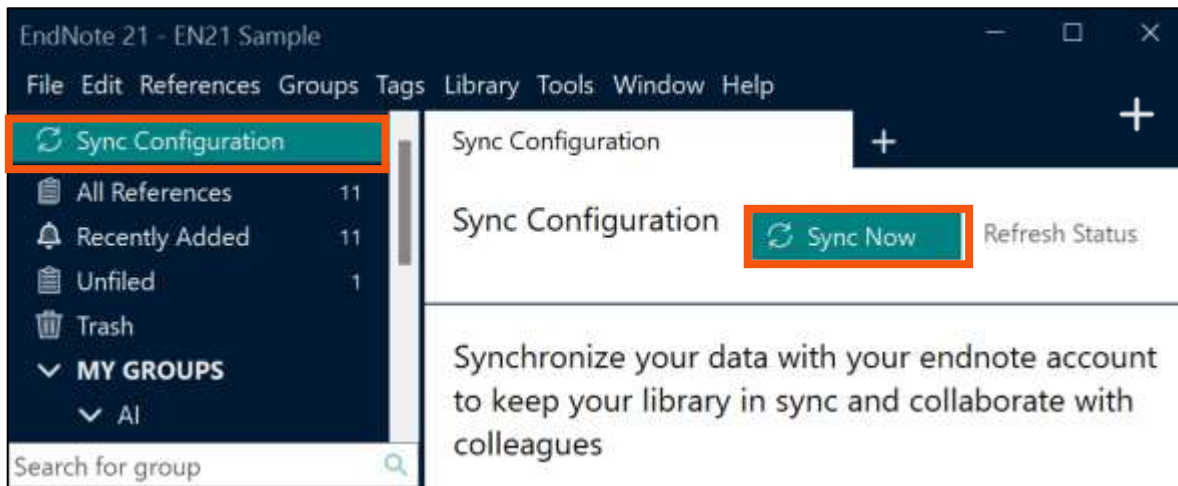 EndNote 21 - EN21 Sample
File Edit References Groups Tags Library Tools Window Help
Sync Configuration
All References 11
Recently Added 11
Unfiled 1
Trash
MY GROUPS
AI
Search for group
Sync Configuration
Sync Configuration Sync Now Refresh Status
Synchronize your data with your endnote account
to keep your library in sync and collaborate with
colleagues